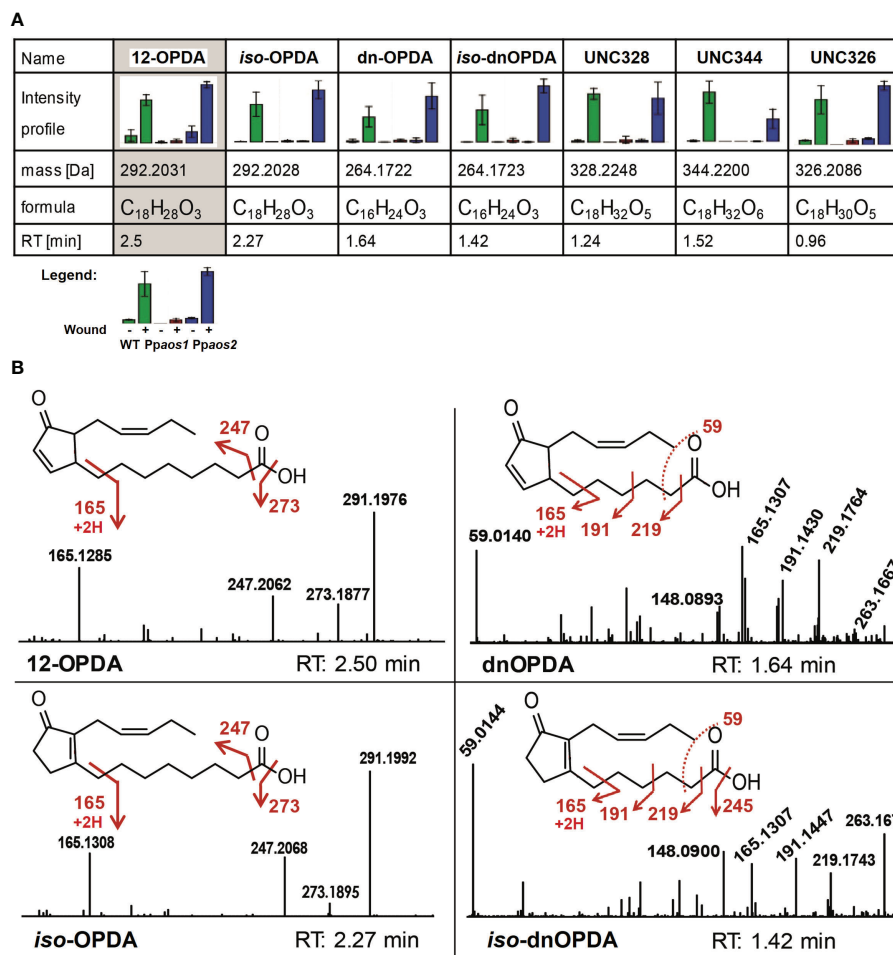 A
Name 12-OPDA iso-OPDA dn-OPDA iso-dnOPDA UNC328 UNC344 UNC326
Intensity profile
mass [Da] 292.2031 292.2028 264.1722 264.1723 328.2248 344.2200 326.2086
formula C18H28O3 C18H28O3 C16H24O3 C16H24O3 C18H32O5 C18H32O6 C18H30O5
RT [min] 2.5 2.27 1.64 1.42 1.24 1.52 0.96
Legend:
Wound - + - + - +
WT Ppaos1 Ppaos2
B
O
247
O
OH
273
165
+2H
291.1976
165.1285
247.2062
273.1877
12-OPDA RT: 2.50 min
O
59
O
OH
165
+2H
191
219
59.0140
148.0893
165.1307
191.1430
219.1764
263.1667
dnOPDA RT: 1.64 min
O
247
O
OH
273
165
+2H
291.1992
165.1308
247.2068
273.1895
iso-OPDA RT: 2.27 min
59.0144
O
59
O
OH
165
+2H
191
219
245
148.0900
165.1307
191.1447
219.1743
iso-dnOPDA RT: 1.42 min